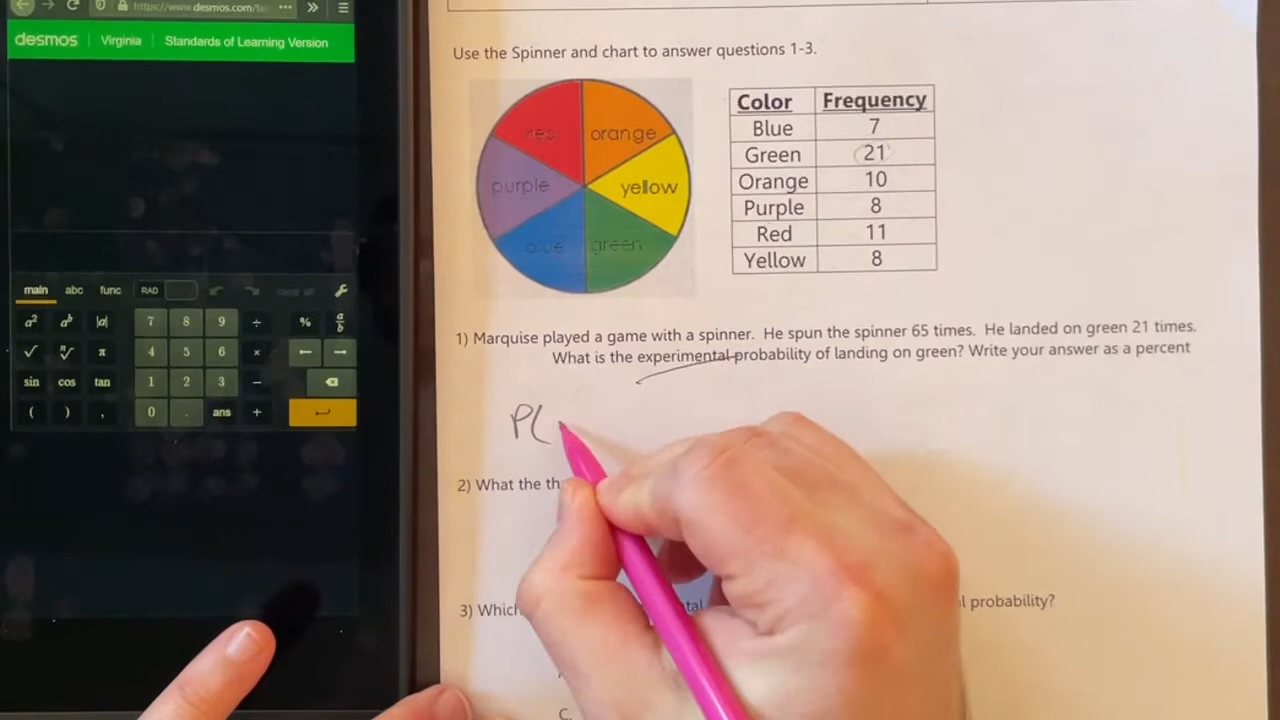 https://www.desmos.com/te
desmos Virginia Standards of Learning Version
main abc func RAD
7 8 9 ÷ % a/b
4 5 6 × ← →
sin cos tan 1 2 3 −
( ) , 0 . ans +
Use the Spinner and chart to answer questions 1-3.
red orange
purple yellow
blue green
Color Frequency
Blue 7
Green 21
Orange 10
Purple 8
Red 11
Yellow 8
1) Marquise played a game with a spinner. He spun the spinner 65 times. He landed on green 21 times.
What is the experimental probability of landing on green? Write your answer as a percent
P(
2) What the th
3) Which tal l probability?
C.